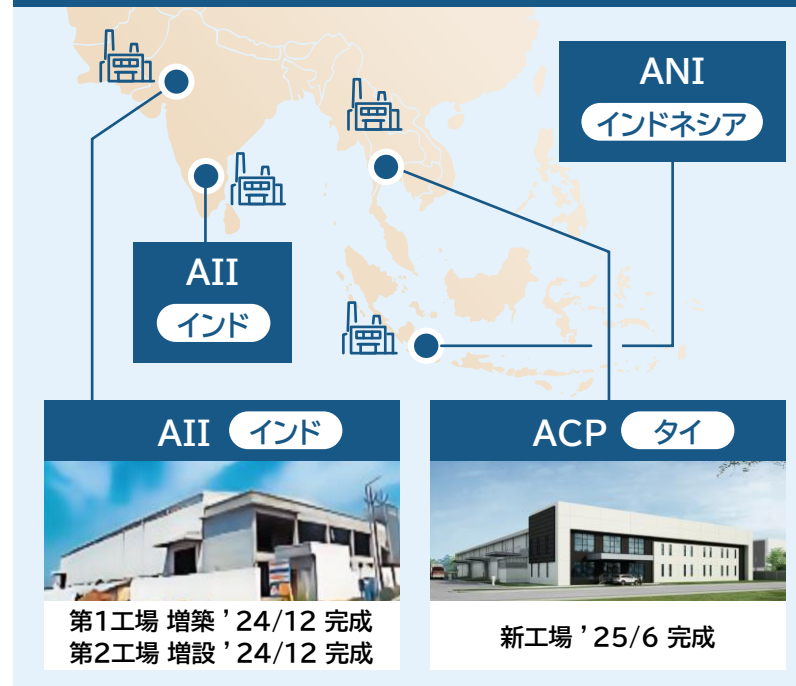 ANI
インドネシア
AII
インド
AII インド
第1工場 増築 ’24/12 完成
第2工場 増設 ’24/12 完成
ACP タイ
新工場 ’25/6 完成